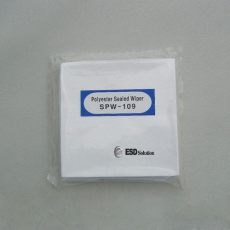 Polyester Sealed Wiper
SPW-109
ESD Solution